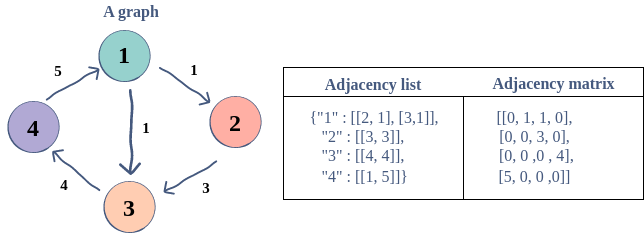 A graph
1
5
1
4
2
1
4
3
3
Adjacency list
Adjacency matrix
{"1" : [[2, 1], [3,1]],
"2" : [[3, 3]],
"3" : [[4, 4]],
"4" : [[1, 5]]}
[[0, 1, 1, 0],
[0, 0, 3, 0],
[0, 0 ,0 , 4],
[5, 0, 0 ,0]]